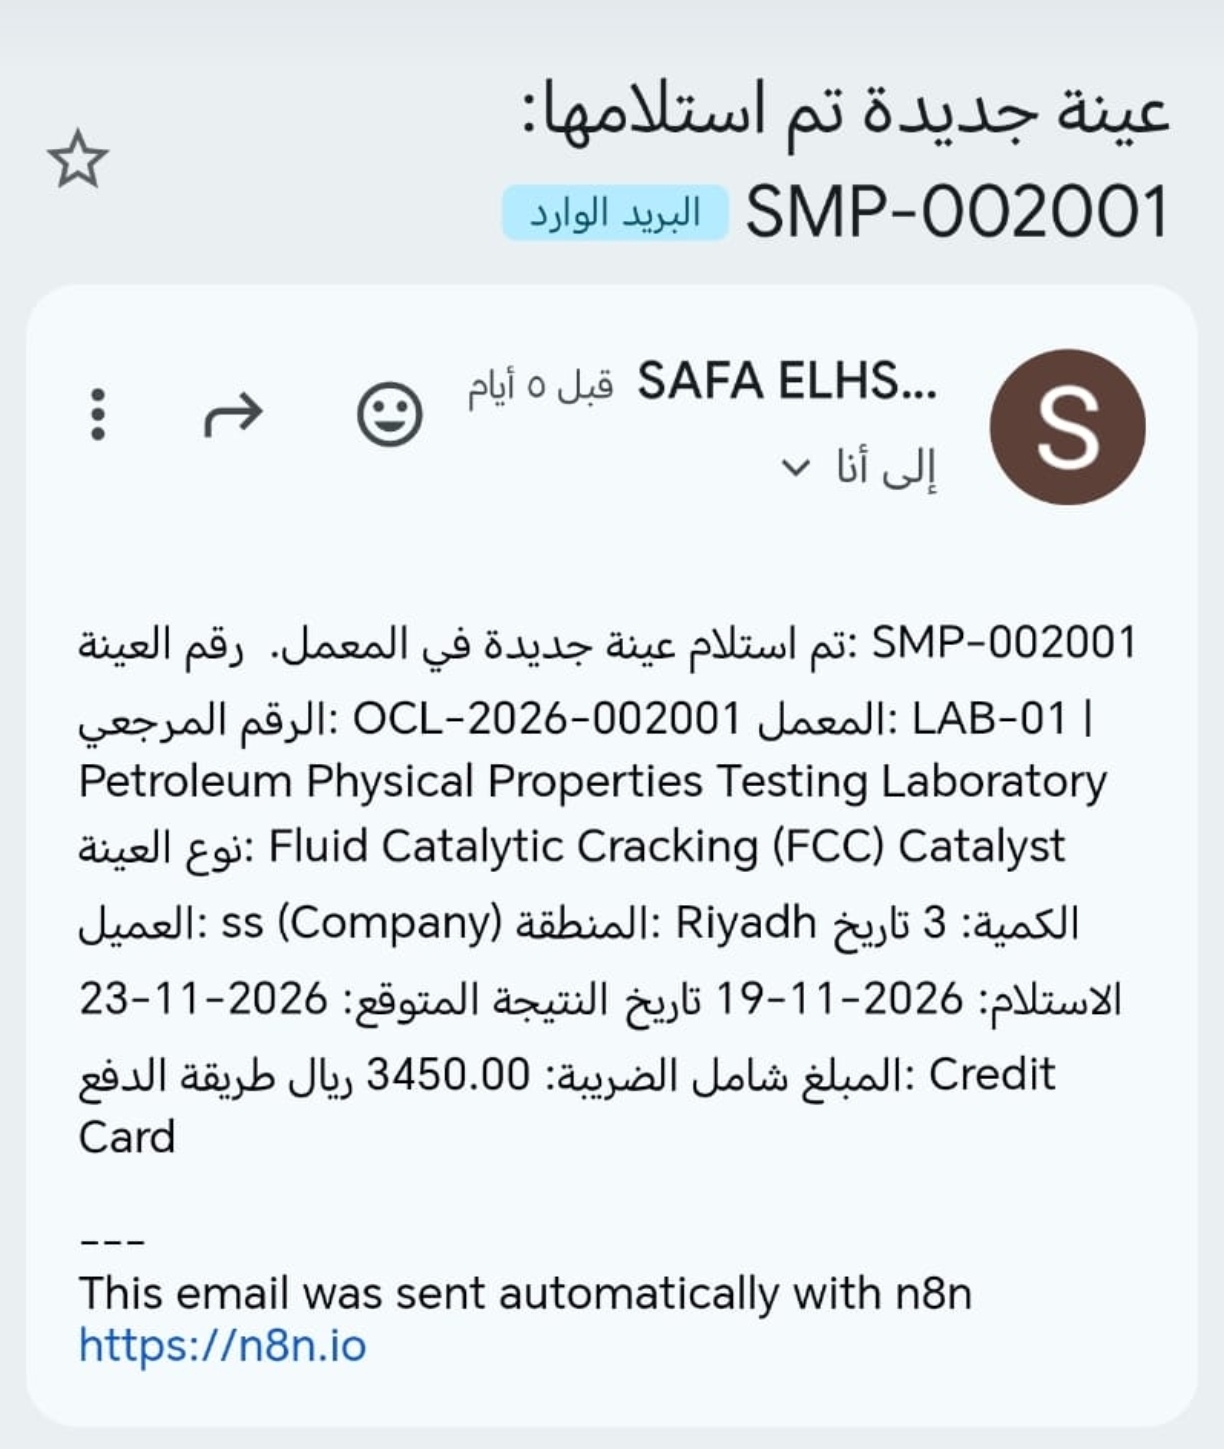 عينة جديدة تم استلامها:
SMP-002001 البريد الوارد
S
SAFA ELHS... قبل ٥ أيام
إلى أنا
تم استلام عينة جديدة في المعمل. رقم العينة: SMP-002001
الرقم المرجعي: OCL-2026-002001 المعمل: LAB-01 |
Petroleum Physical Properties Testing Laboratory
نوع العينة: Fluid Catalytic Cracking (FCC) Catalyst
العميل: ss (Company) المنطقة: Riyadh الكمية: 3 تاريخ
الاستلام: 2026-11-19 تاريخ النتيجة المتوقع: 2026-11-23
المبلغ شامل الضريبة: 3450.00 ريال طريقة الدفع: Credit
Card
---
This email was sent automatically with n8n
https://n8n.io